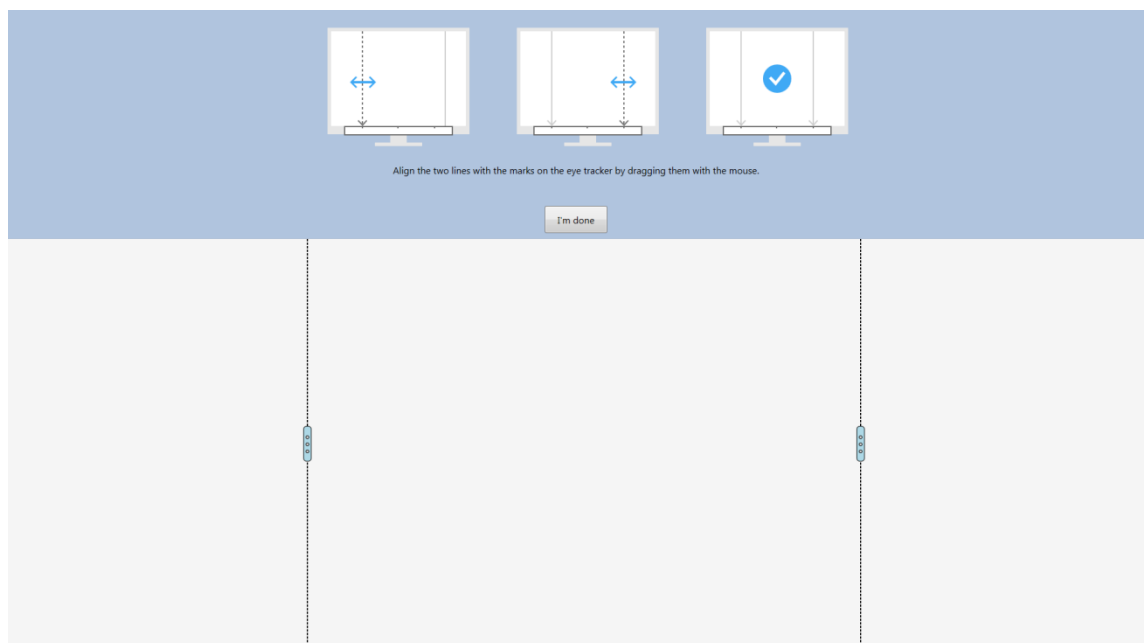 Align the two lines with the marks on the eye tracker by dragging them with the mouse.
I'm done